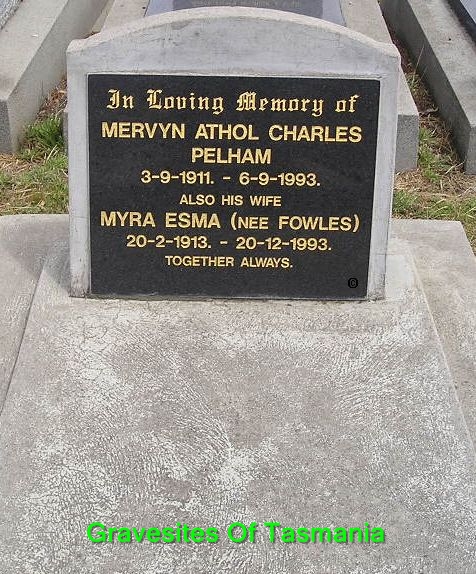 In Loving Memory of
MERVYN ATHOL CHARLES
PELHAM
3-9-1911. - 6-9-1993.
ALSO HIS WIFE
MYRA ESMA (NEE FOWLES)
20-2-1913. - 20-12-1993.
TOGETHER ALWAYS.
Gravesites Of Tasmania